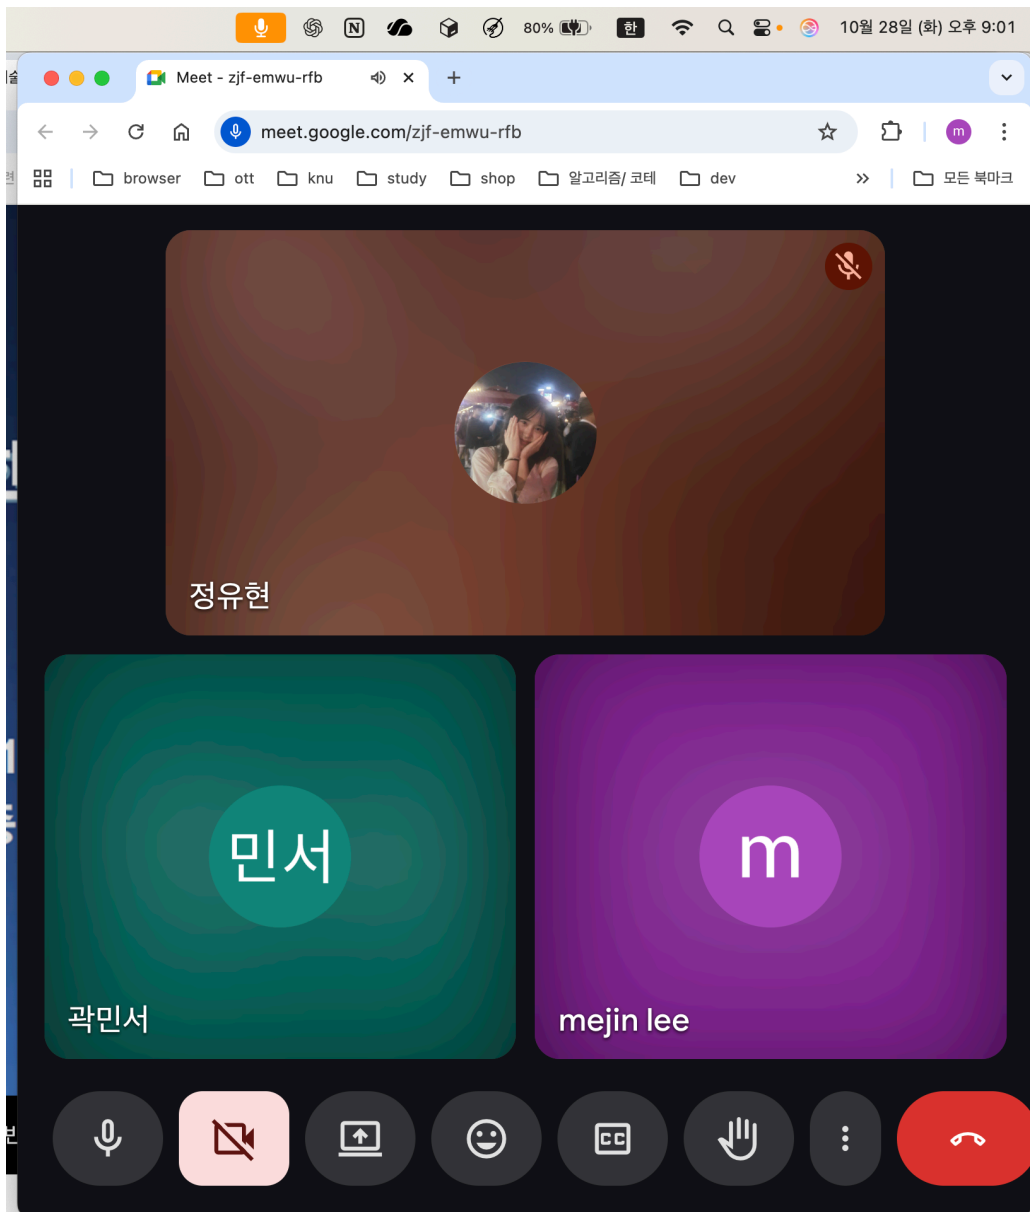 80% 한 10월 28일 (화) 오후 9:01
Meet - zjf-emwu-rfb
meet.google.com/zjf-emwu-rfb m
browser ott knu study shop 알고리즘/ 코테 dev 모든 북마크
정유현
민서
곽민서
m
mejin lee
CC